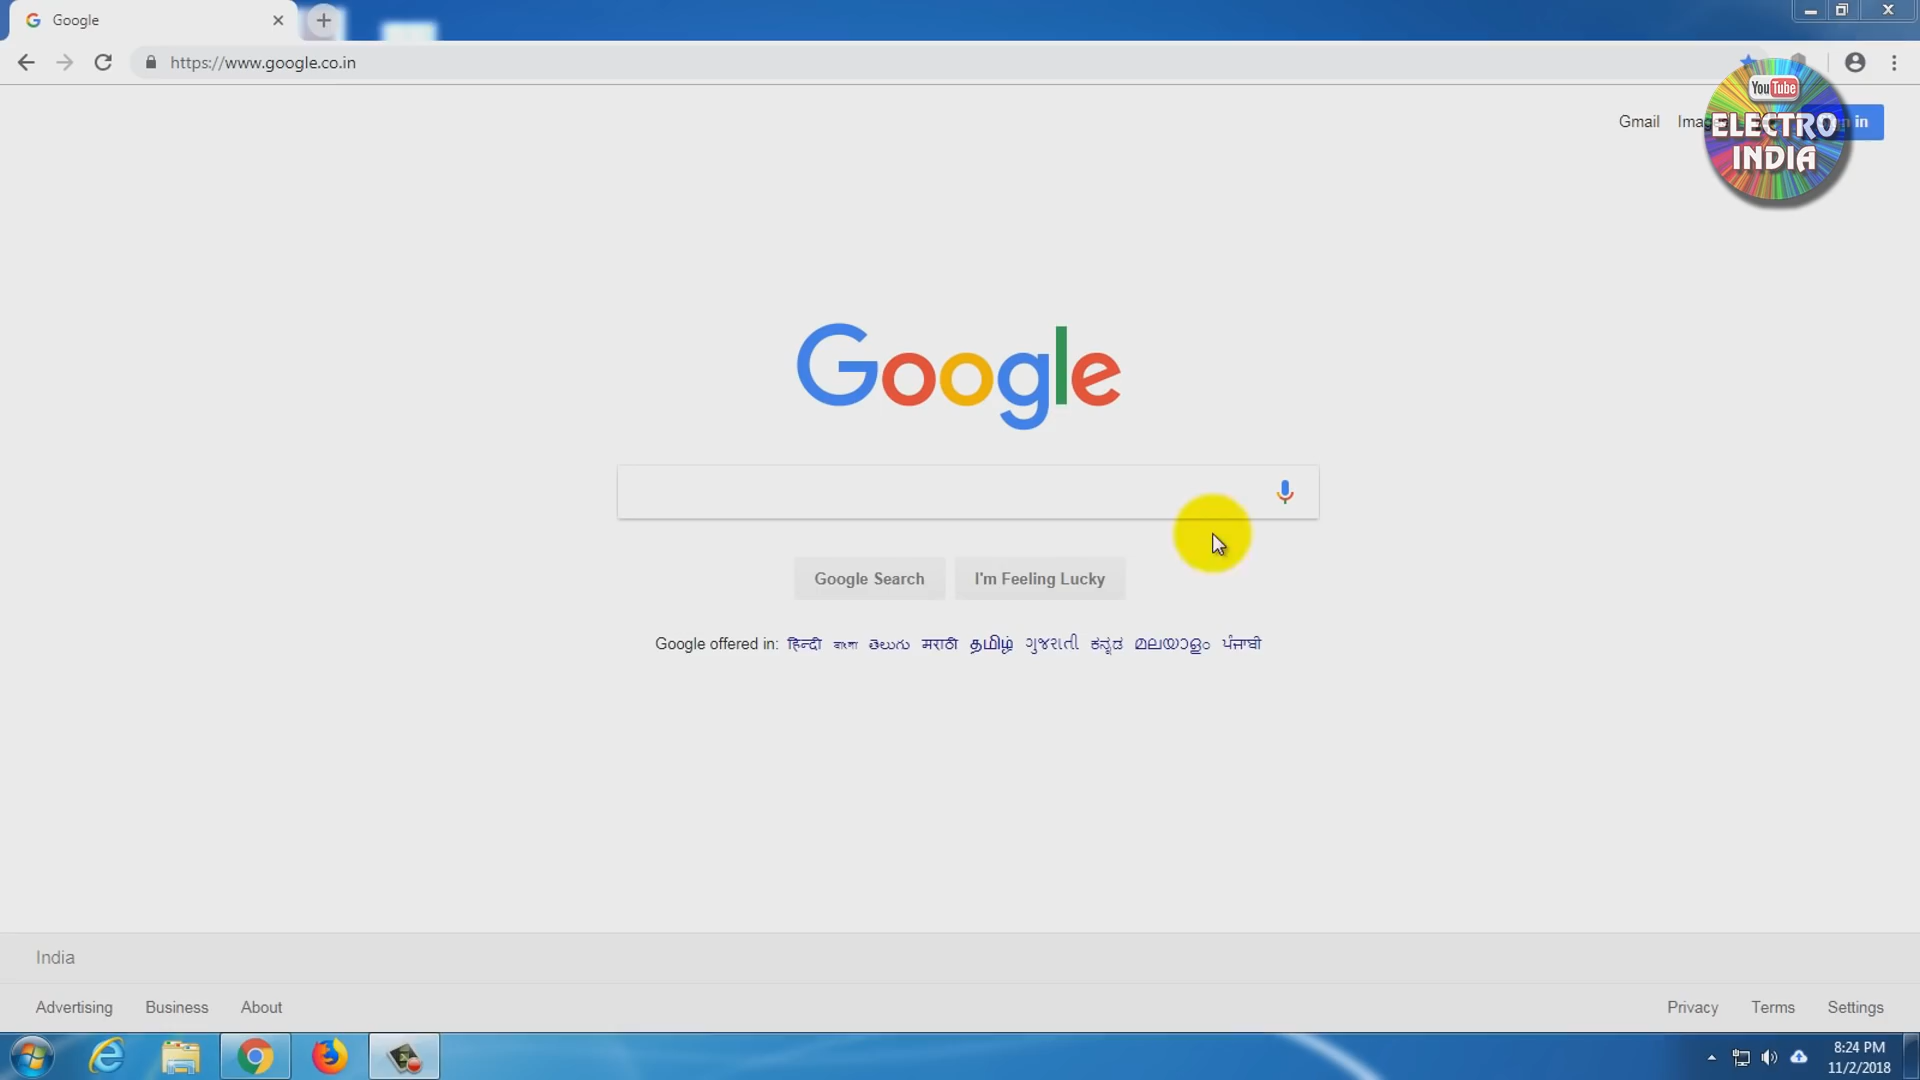 Google
https://www.google.co.in
Gmail
You Tube
ELECTRO
INDIA
in
Google
Google Search I'm Feeling Lucky
Google offered in: हिन्दी বাংলা తెలుగు मराठी தமிழ் ગુજરાતી ಕನ್ನಡ മലയാളം ਪੰਜਾਬੀ
India
Advertising Business About Privacy Terms Settings
8:24 PM
11/2/2018